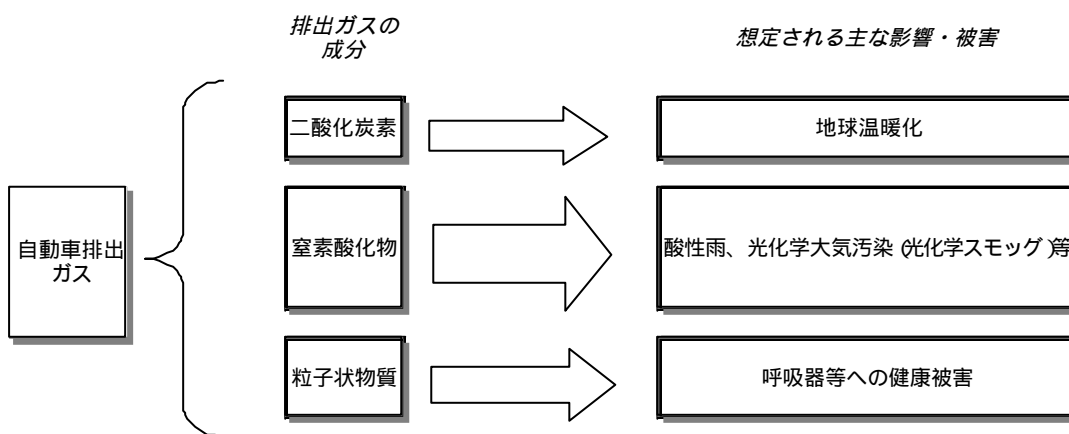 排出ガスの
成分
想定される主な影響・被害
二酸化炭素
地球温暖化
自動車排出
ガス
窒素酸化物
酸性雨、光化学大気汚染(光化学スモッグ)等
粒子状物質
呼吸器等への健康被害